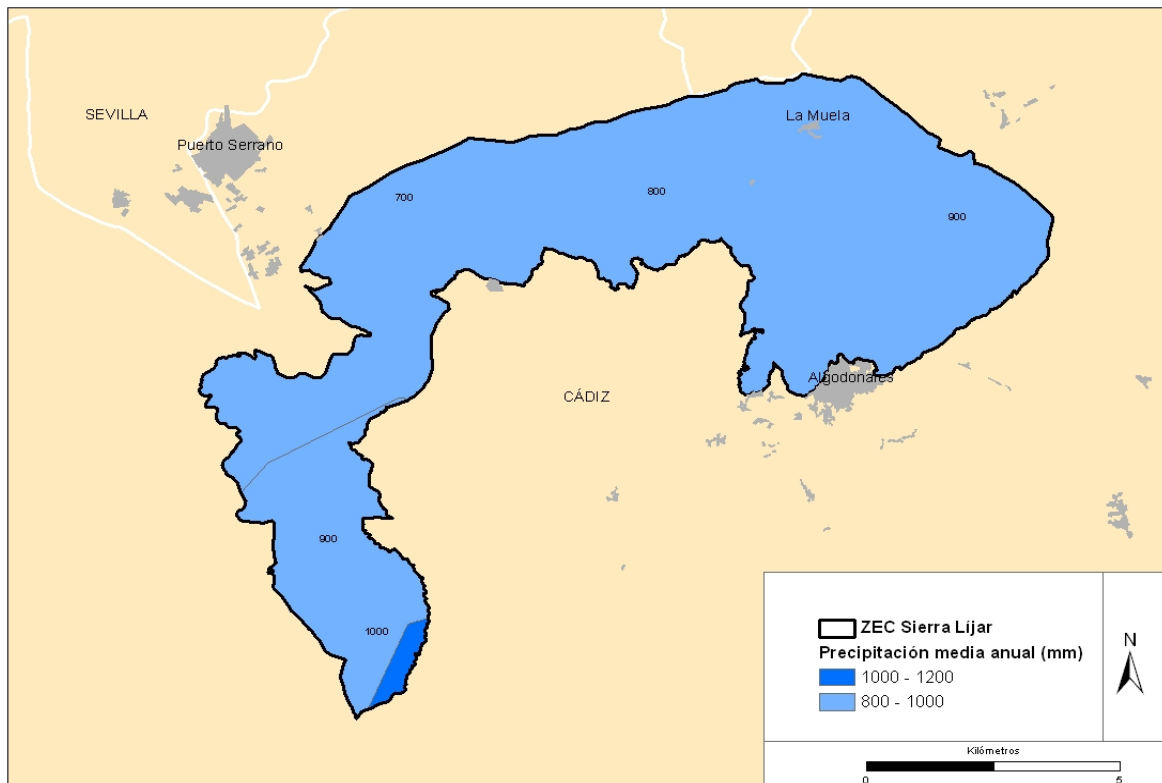 SEVILLA
Puerto Serrano
La Muela
700
800
900
Algodonales
CÁDIZ
900
1000
ZEC Sierra Líjar
Precipitación media anual (mm)
1000 - 1200
800 - 1000
N
Kilómetros
0
5